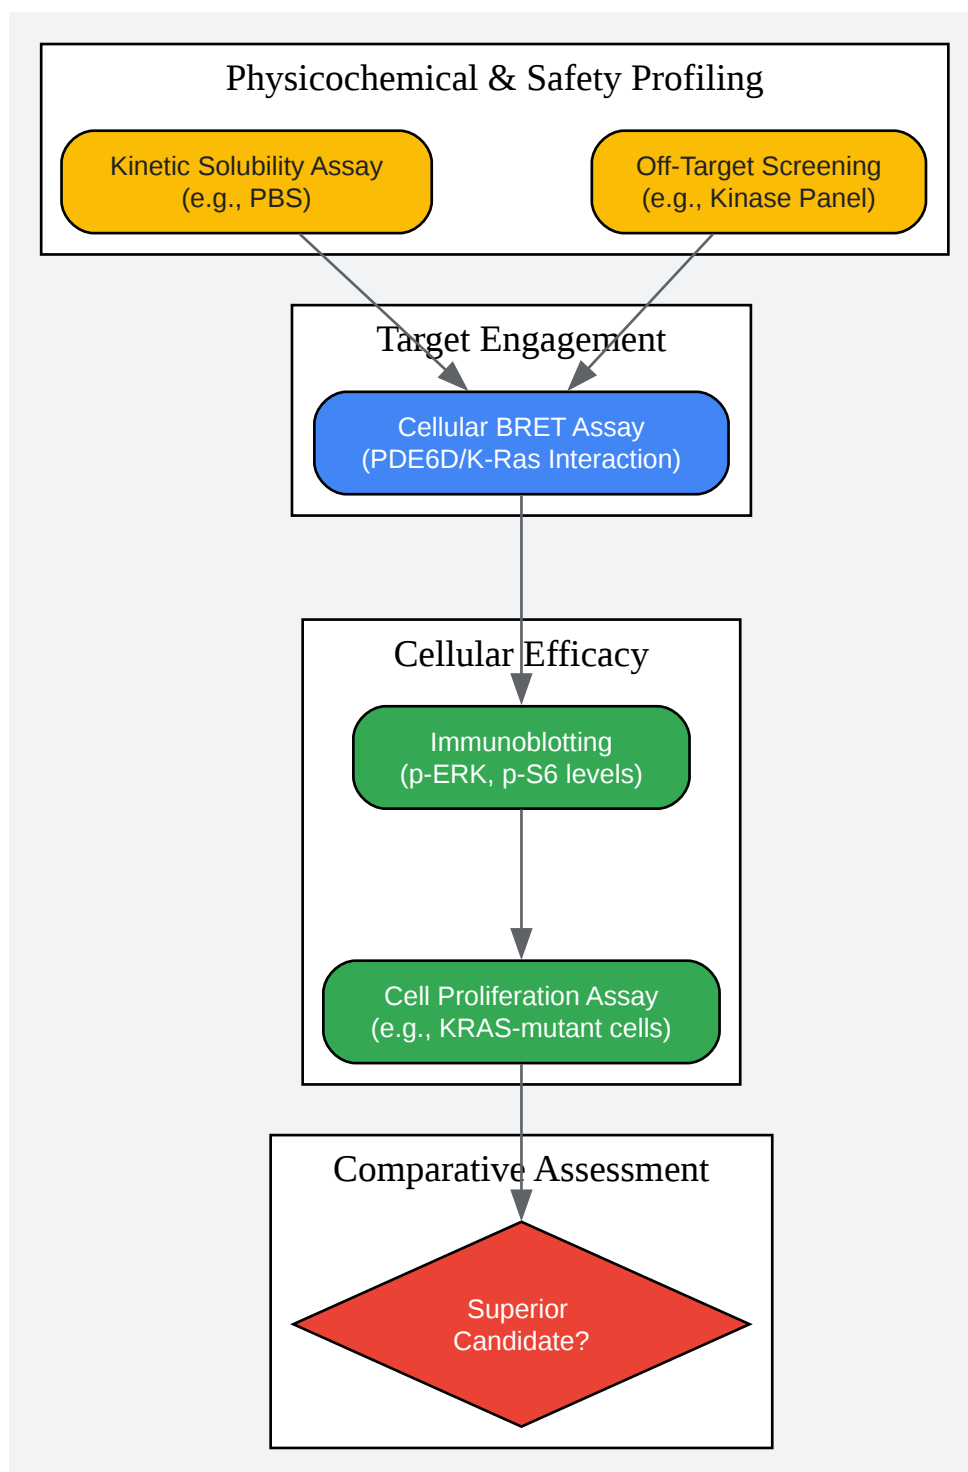 Physicochemical & Safety Profiling
Kinetic Solubility Assay
(e.g., PBS)
Off-Target Screening
(e.g., Kinase Panel)
Target Engagement
Cellular BRET Assay
(PDE6D/K-Ras Interaction)
Cellular Efficacy
Immunoblotting
(p-ERK, p-S6 levels)
Cell Proliferation Assay
(e.g., KRAS-mutant cells)
Comparative Assessment
Superior
Candidate?